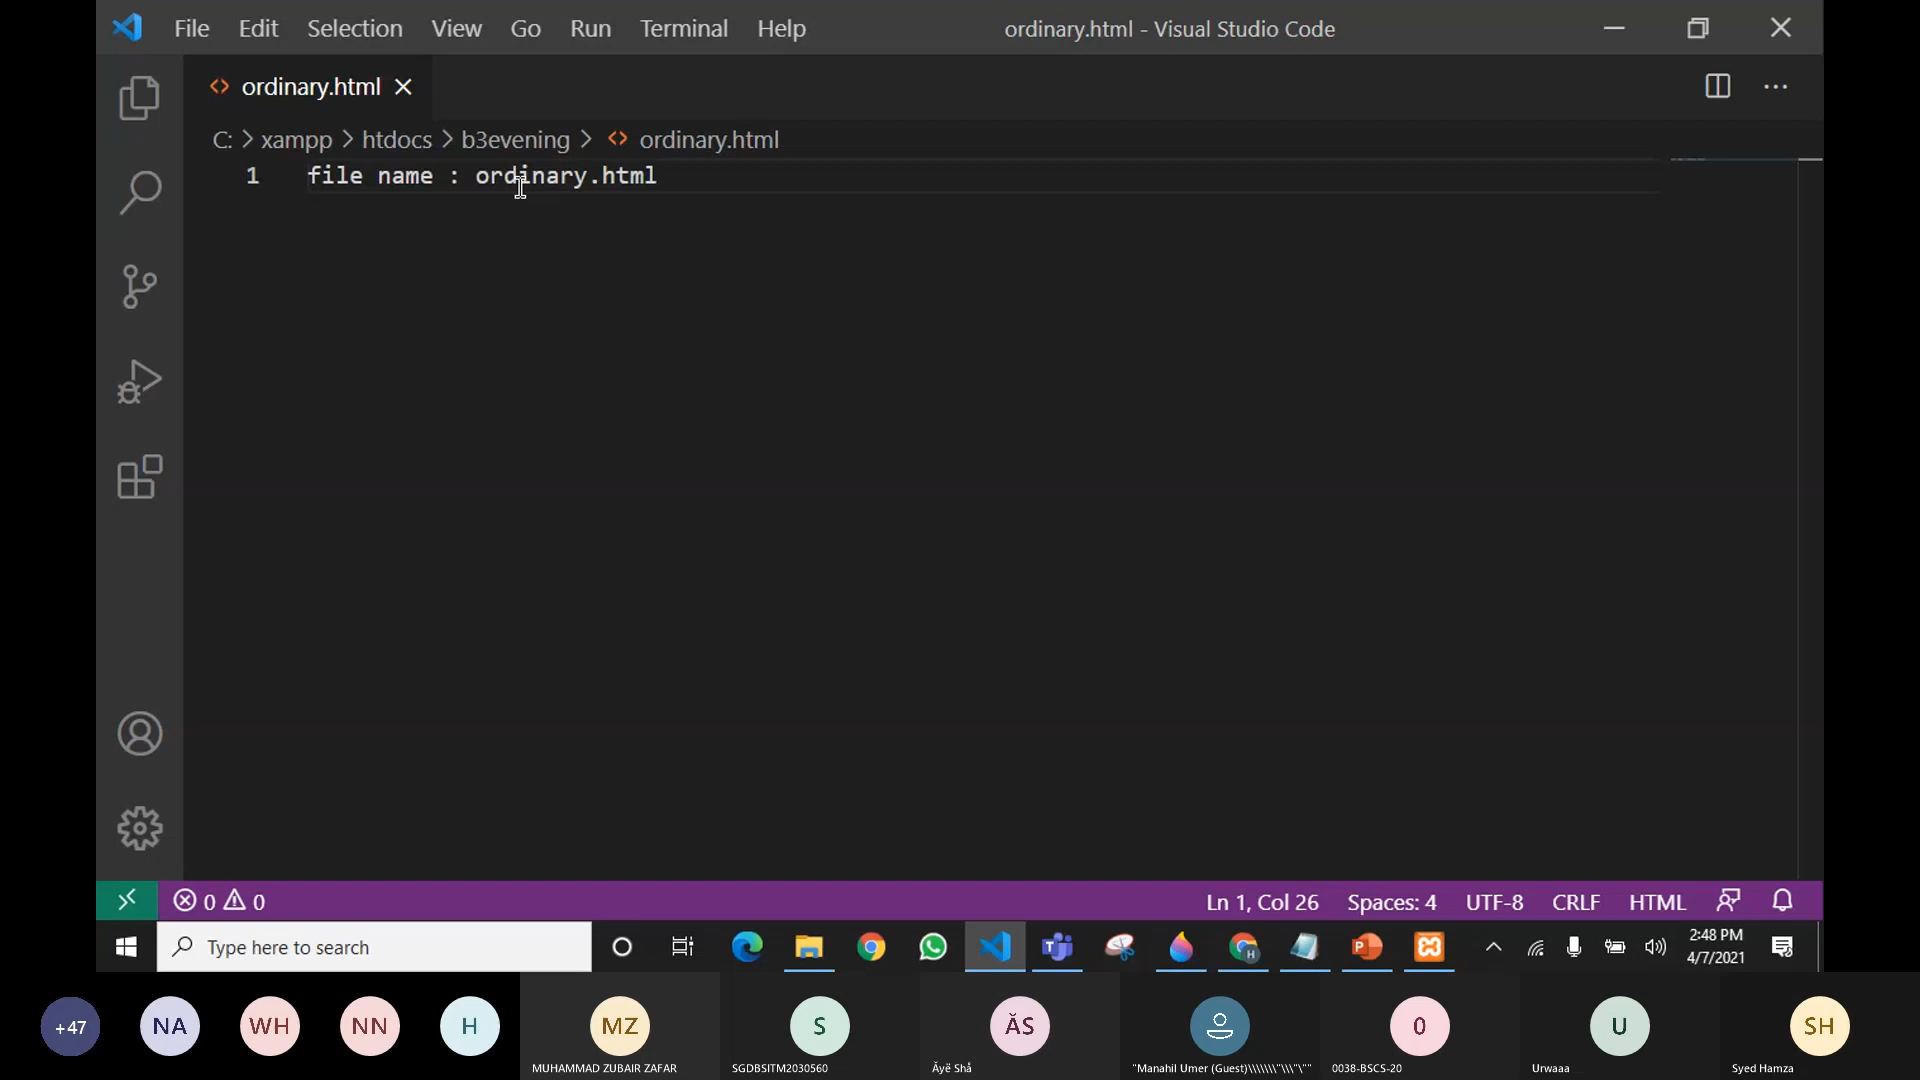 File Edit Selection View Go Run Terminal Help
ordinary.html - Visual Studio Code
ordinary.html
C: > xampp > htdocs > b3evening > ordinary.html
1 file name : ordinary.html
0 0
Ln 1, Col 26 Spaces: 4 UTF-8 CRLF HTML
Type here to search
H
2:48 PM
4/7/2021
+47 NA WH NN H MZ S ĂS 0 U SH
MUHAMMAD ZUBAIR ZAFAR
SGDBSITM2030560
Ăyë Shå
"Manahil Umer (Guest)\\\\\\\"\\\"\""
0038-BSCS-20
Urwaaa
Syed Hamza